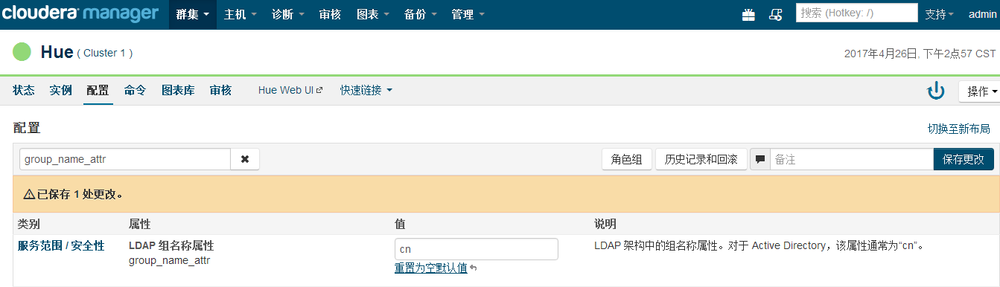 cloudera manager 群集 主机 诊断 审核 图表 备份 管理 搜索 (Hotkey: /) 支持 admin
Hue ( Cluster 1 ) 2017年4月26日, 下午2点57 CST
状态 实例 配置 命令 图表库 审核 Hue Web UI 快速链接 操作
配置 切换至新布局
group_name_attr 角色组 历史记录和回滚 备注 保存更改
已保存 1 处更改。
类别 属性 值 说明
服务范围 / 安全性 LDAP 组名称属性 cn LDAP 架构中的组名称属性。对于 Active Directory，该属性通常为“cn”。
group_name_attr 重置为空默认值